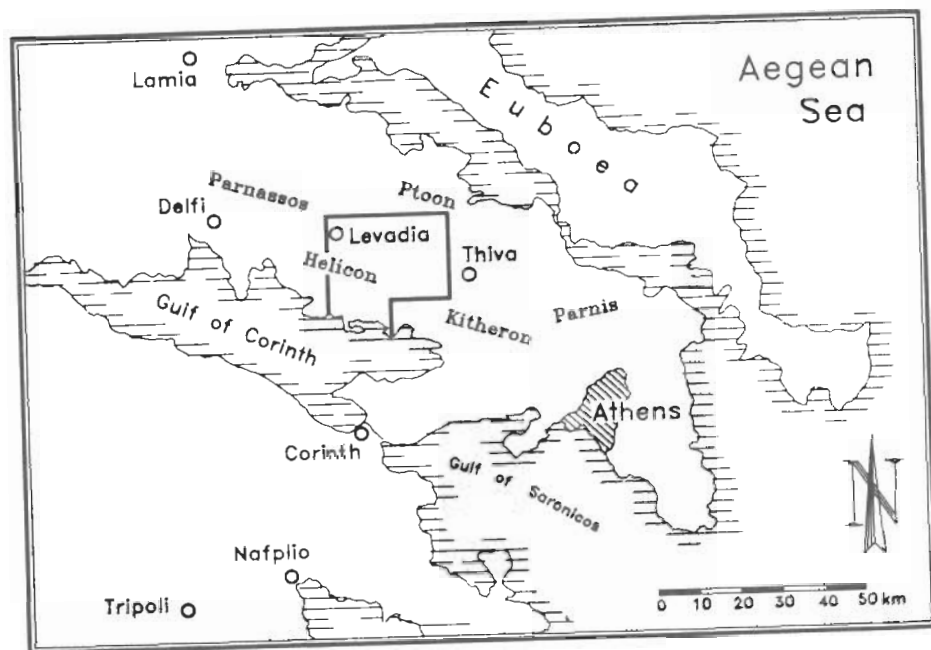 Lamia
Aegean
Sea
Euboea
Parnassos
Ptoon
Delfi
Levadia
Thiva
Helicon
Gulf of Corinth
Kitheron
Parnis
Athens
Corinth
Gulf of Saronicos
N
Nafplio
Tripoli
0 10 20 30 40 50 km